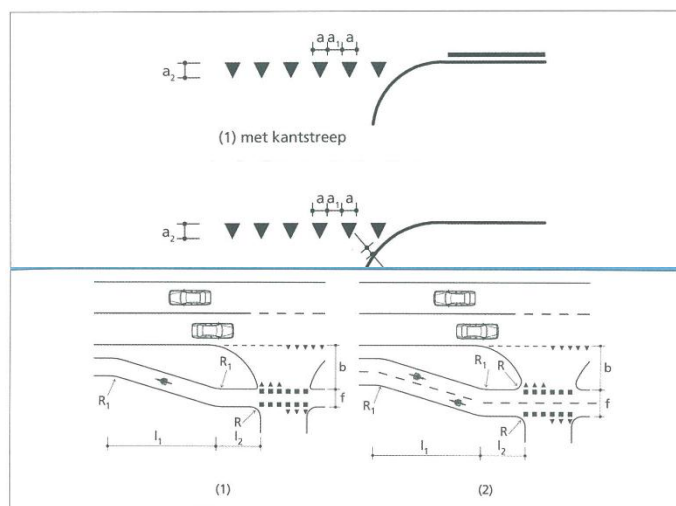 a a₁ a
a₂
(1) met kantstreep
a a₁ a
a₂
R₁ b
R₁ f
R
l₁ l₂
(1)
R₁ R b
R₁ f
R
l₁ l₂
(2)